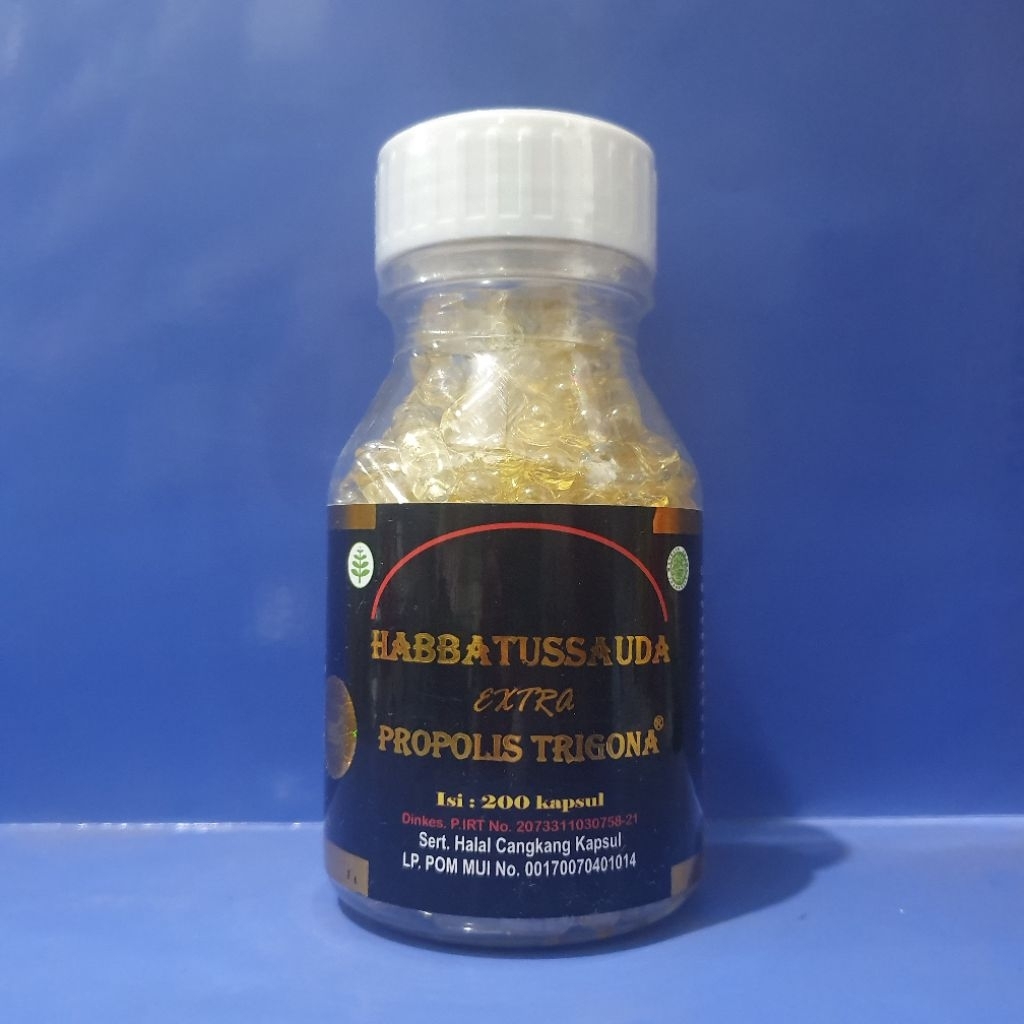 HABBATUSSAUDA
EXTRA
PROPOLIS TRIGONA®
Isi : 200 kapsul
Dinkes. P.IRT No. 2073311030758-21
Sert. Halal Cangkang Kapsul
LP. POM MUI No. 00170070401014